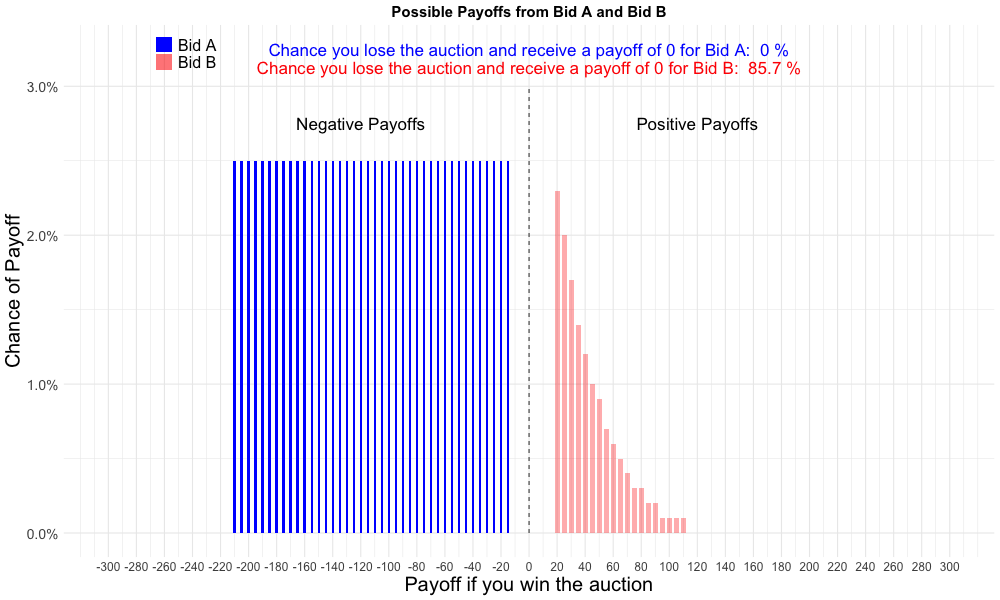 Possible Payoffs from Bid A and Bid B
Bid A
Bid B
Chance you lose the auction and receive a payoff of 0 for Bid A:  0 %
Chance you lose the auction and receive a payoff of 0 for Bid B:  85.7 %
Negative Payoffs
Positive Payoffs
Chance of Payoff
3.0%
2.0%
1.0%
0.0%
-300 -280 -260 -240 -220 -200 -180 -160 -140 -120 -100 -80 -60 -40 -20 0 20 40 60 80 100 120 140 160 180 200 220 240 260 280 300
Payoff if you win the auction